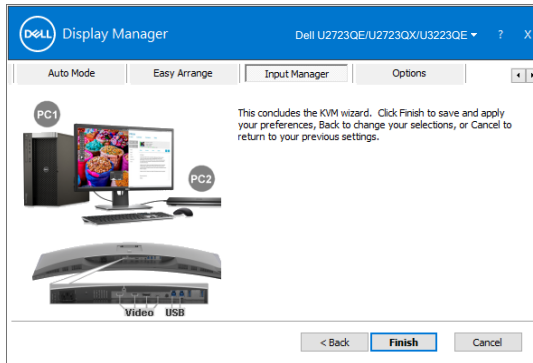 DELL Display Manager
Dell U2723QE/U2723QX/U3223QE
?
X
Auto Mode
Easy Arrange
Input Manager
Options
PC1
This concludes the KVM wizard. Click Finish to save and apply
your preferences, Back to change your selections, or Cancel to
return to your previous settings.
PC2
Video USB
< Back
Finish
Cancel